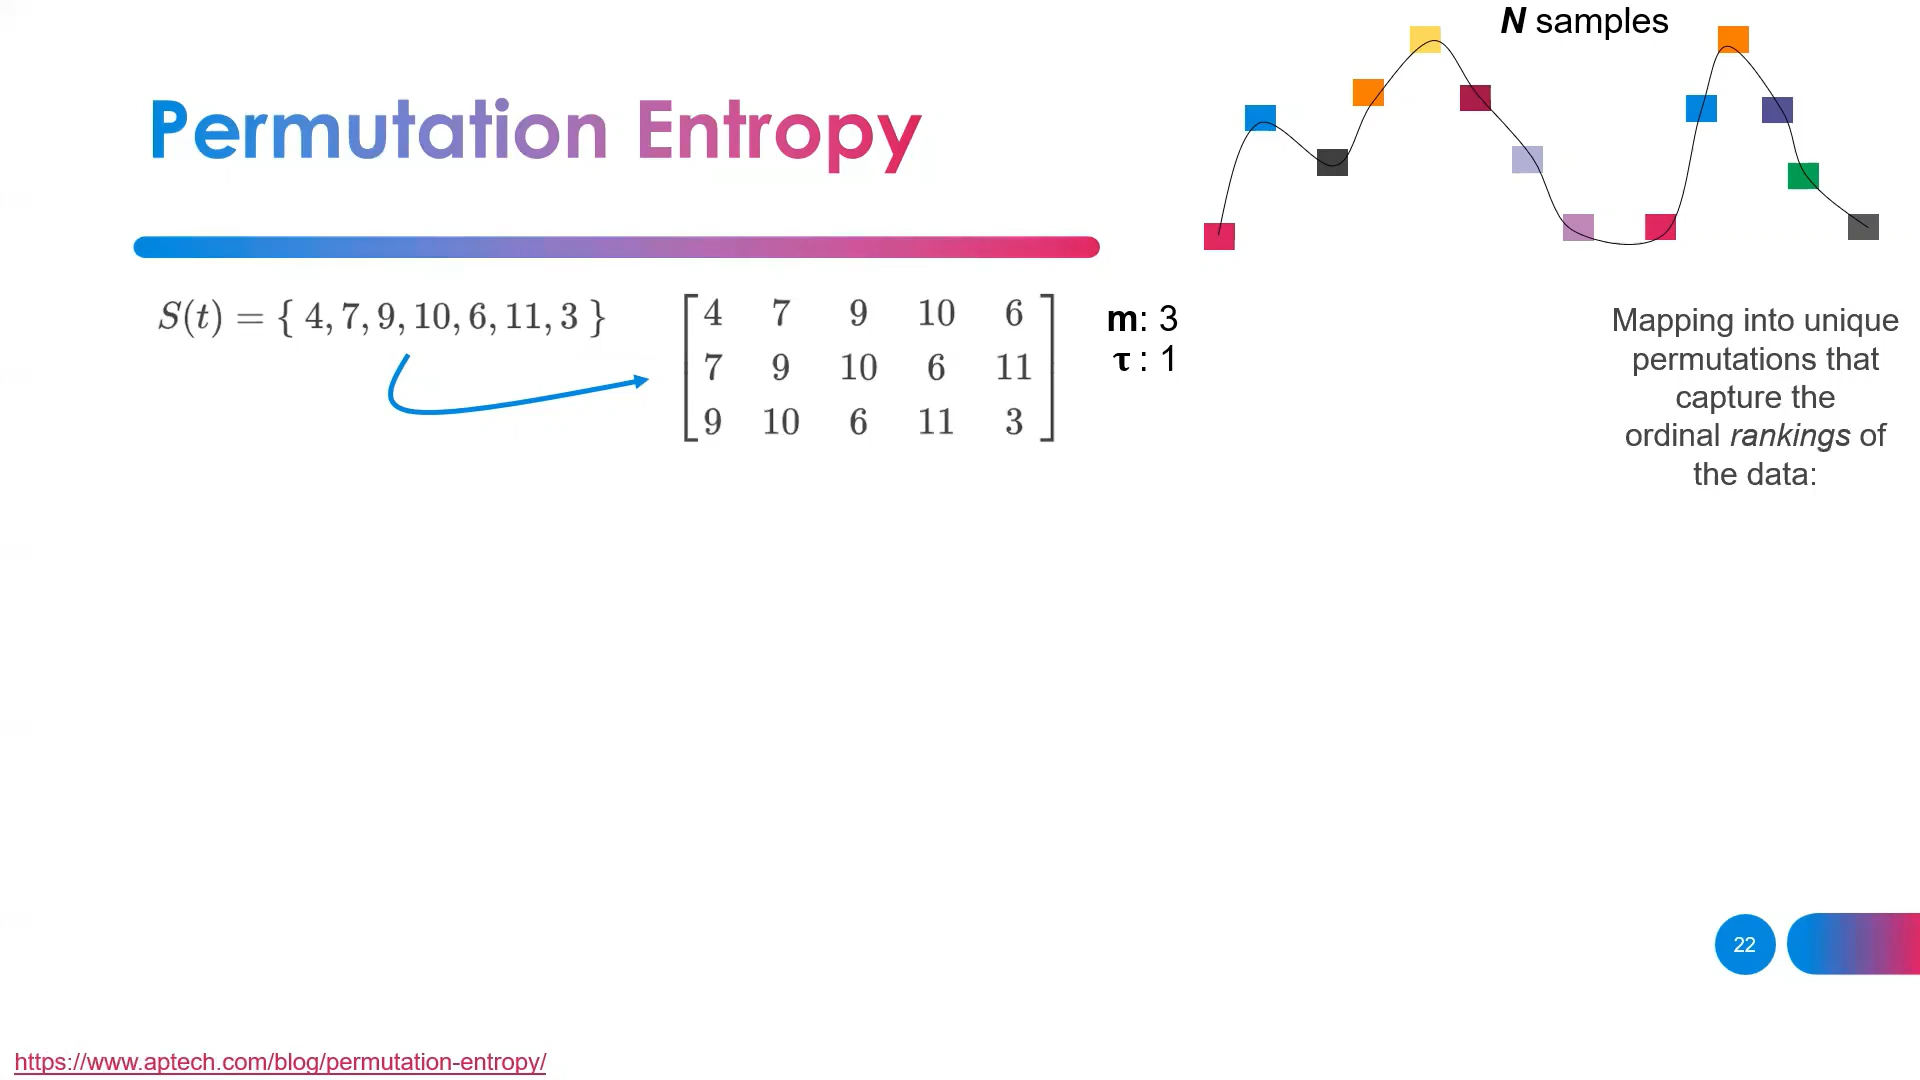 N samples
Permutation Entropy
S(t) = { 4, 7, 9, 10, 6, 11, 3 }
4 7 9 10 6
7 9 10 6 11
9 10 6 11 3
m: 3
τ : 1
Mapping into unique
permutations that
capture the
ordinal rankings of
the data:
22
https://www.aptech.com/blog/permutation-entropy/